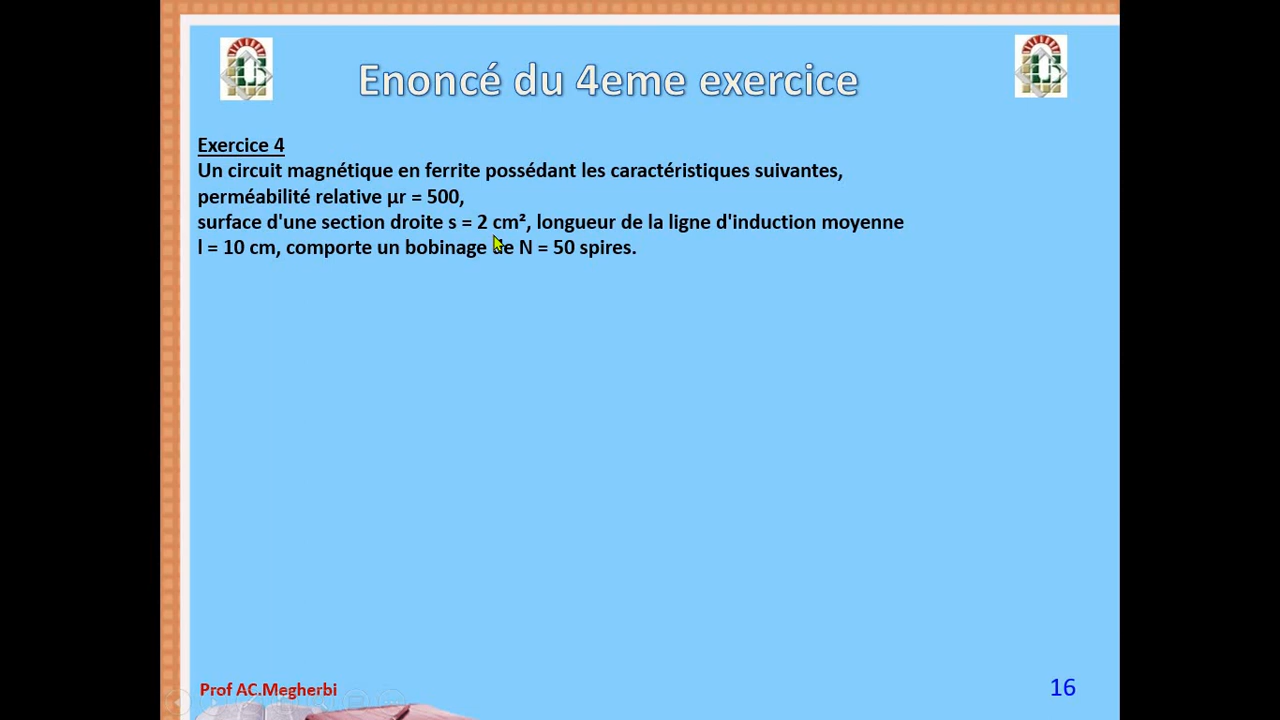 Enoncé du 4eme exercice
Exercice 4
Un circuit magnétique en ferrite possédant les caractéristiques suivantes,
perméabilité relative μr = 500,
surface d'une section droite s = 2 cm², longueur de la ligne d'induction moyenne
l = 10 cm, comporte un bobinage de N = 50 spires.
Prof AC.Megherbi
16